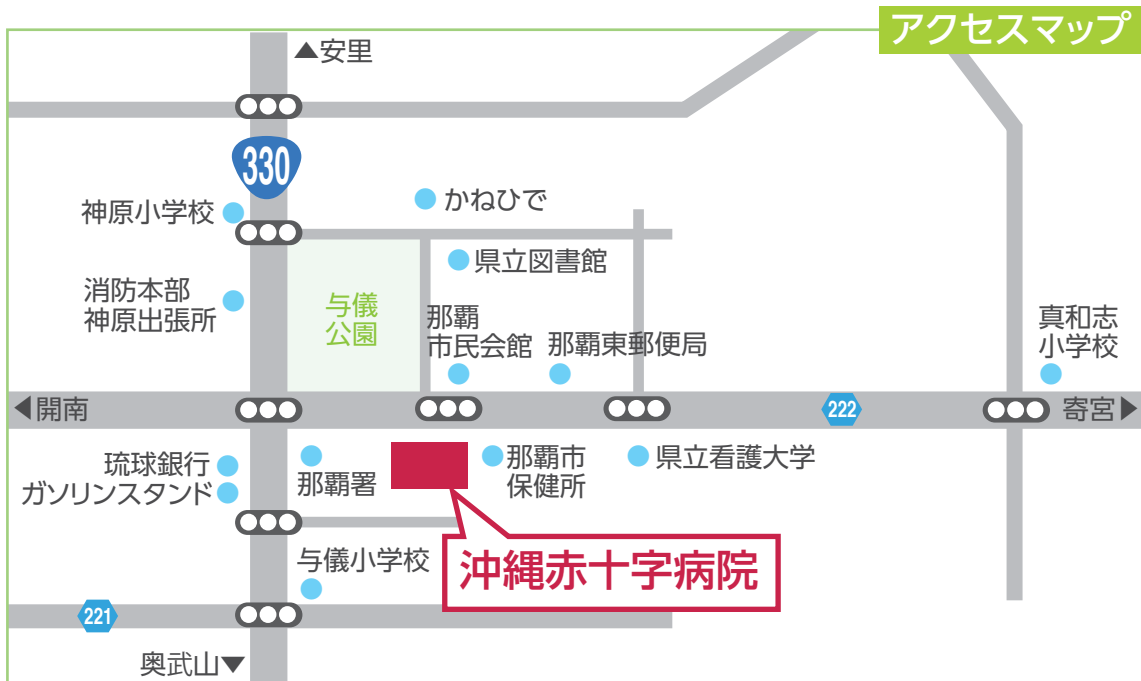 アクセスマップ
▲安里
330
神原小学校
かねひで
県立図書館
消防本部
神原出張所
与儀
公園
那覇
市民会館
那覇東郵便局
真和志
小学校
◀開南
222
寄宮▶
琉球銀行
ガソリンスタンド
那覇署
那覇市
保健所
県立看護大学
沖縄赤十字病院
与儀小学校
221
奥武山▼